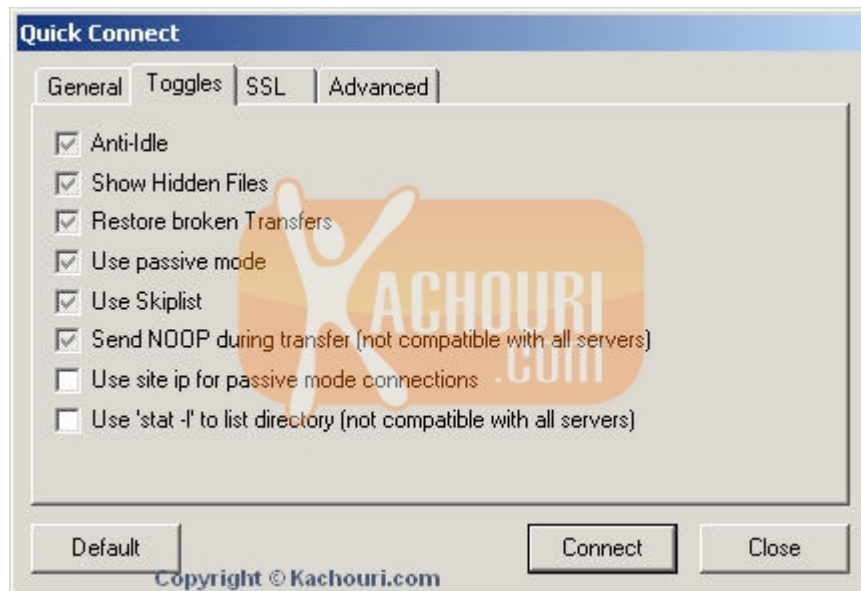 Quick Connect
General Toggles SSL Advanced
Anti-Idle
Show Hidden Files
Restore broken Transfers
Use passive mode
Use Skiplist
Send NOOP during transfer (not compatible with all servers)
Use site ip for passive mode connections
Use 'stat -l' to list directory (not compatible with all servers)
KACHOURI
.com
Default Connect Close
Copyright © Kachouri.com